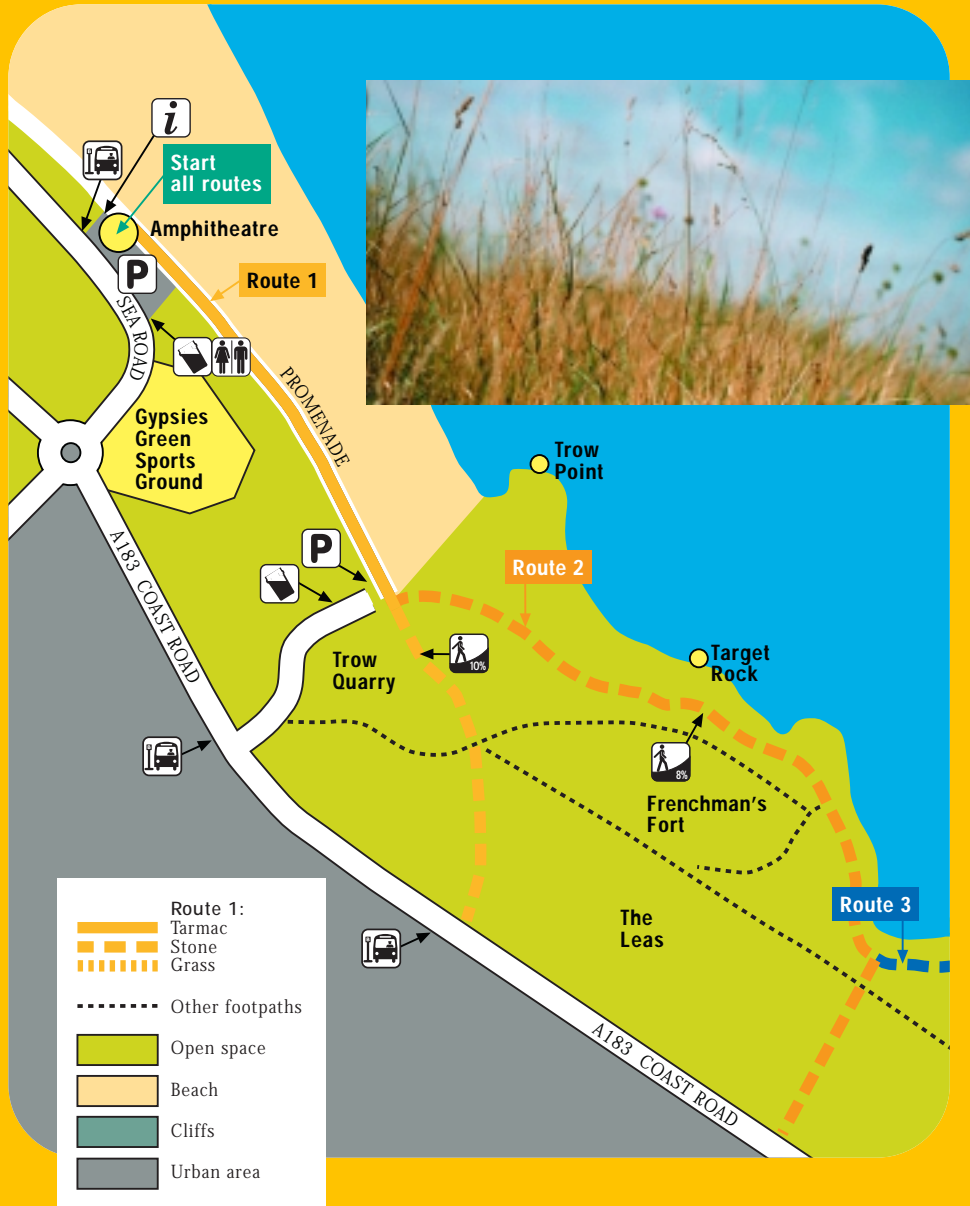 i
Start
all routes
Amphitheatre
P
Route 1
SEA ROAD
PROMENADE
Gypsies
Green
Sports
Ground
Trow
Point
P
A183 COAST ROAD
Route 2
10%
Trow
Quarry
Target
Rock
8%
Frenchman's
Fort
Route 3
The
Leas
A183 COAST ROAD
Route 1:
Tarmac
Stone
Grass
Other footpaths
Open space
Beach
Cliffs
Urban area